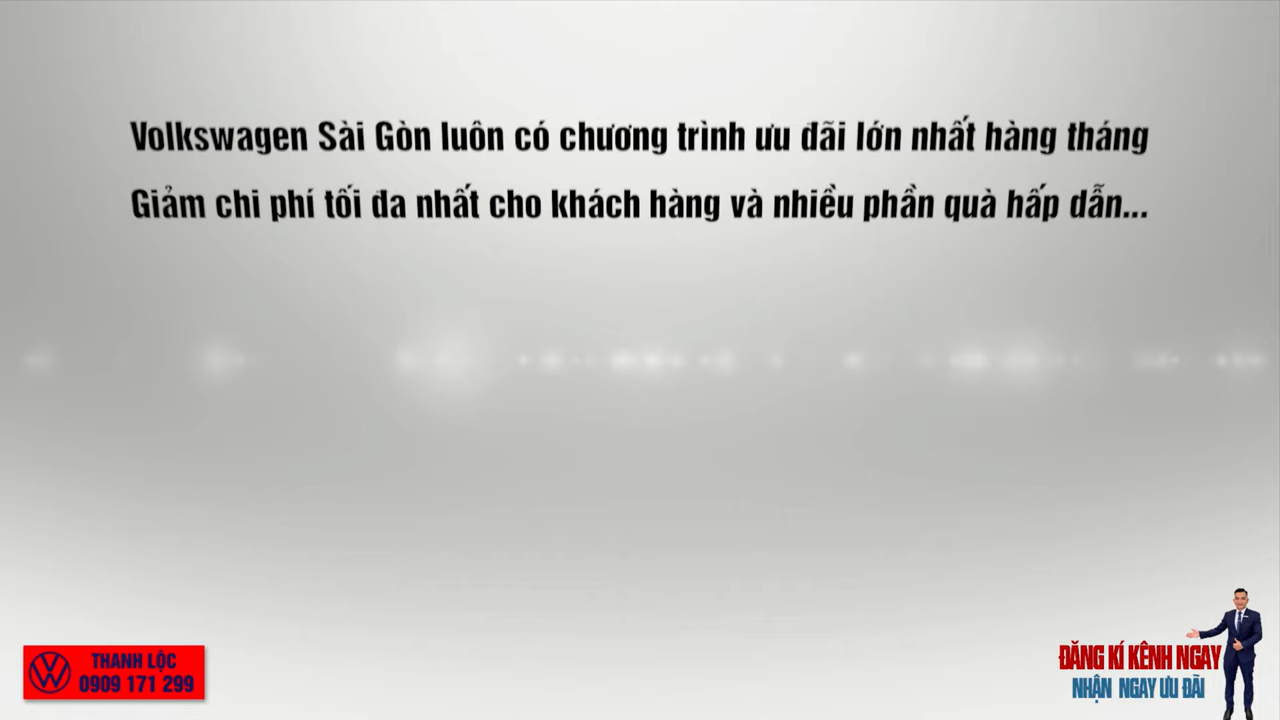 Volkswagen Sài Gòn luôn có chương trình ưu đãi lớn nhất hàng tháng
Giảm chi phí tối đa nhất cho khách hàng và nhiều phần quà hấp dẫn...
THANH LỘC
0909 171 299
ĐĂNG KÍ KÊNH NGAY
NHẬN NGAY ƯU ĐÃI